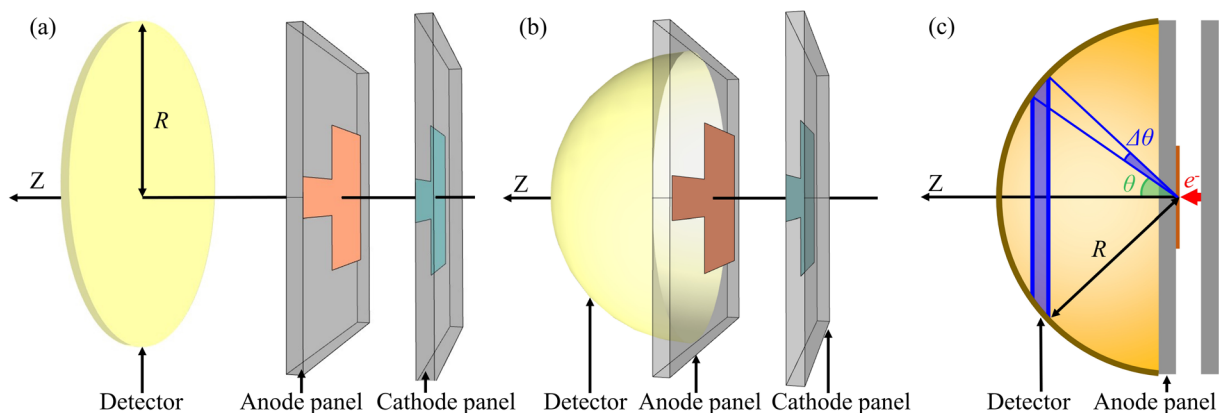 (a)
R
Z
Detector
Anode panel
Cathode panel
(b)
Z
Detector
Anode panel
Cathode panel
(c)
Δθ
θ
Z
e-
R
Detector
Anode panel